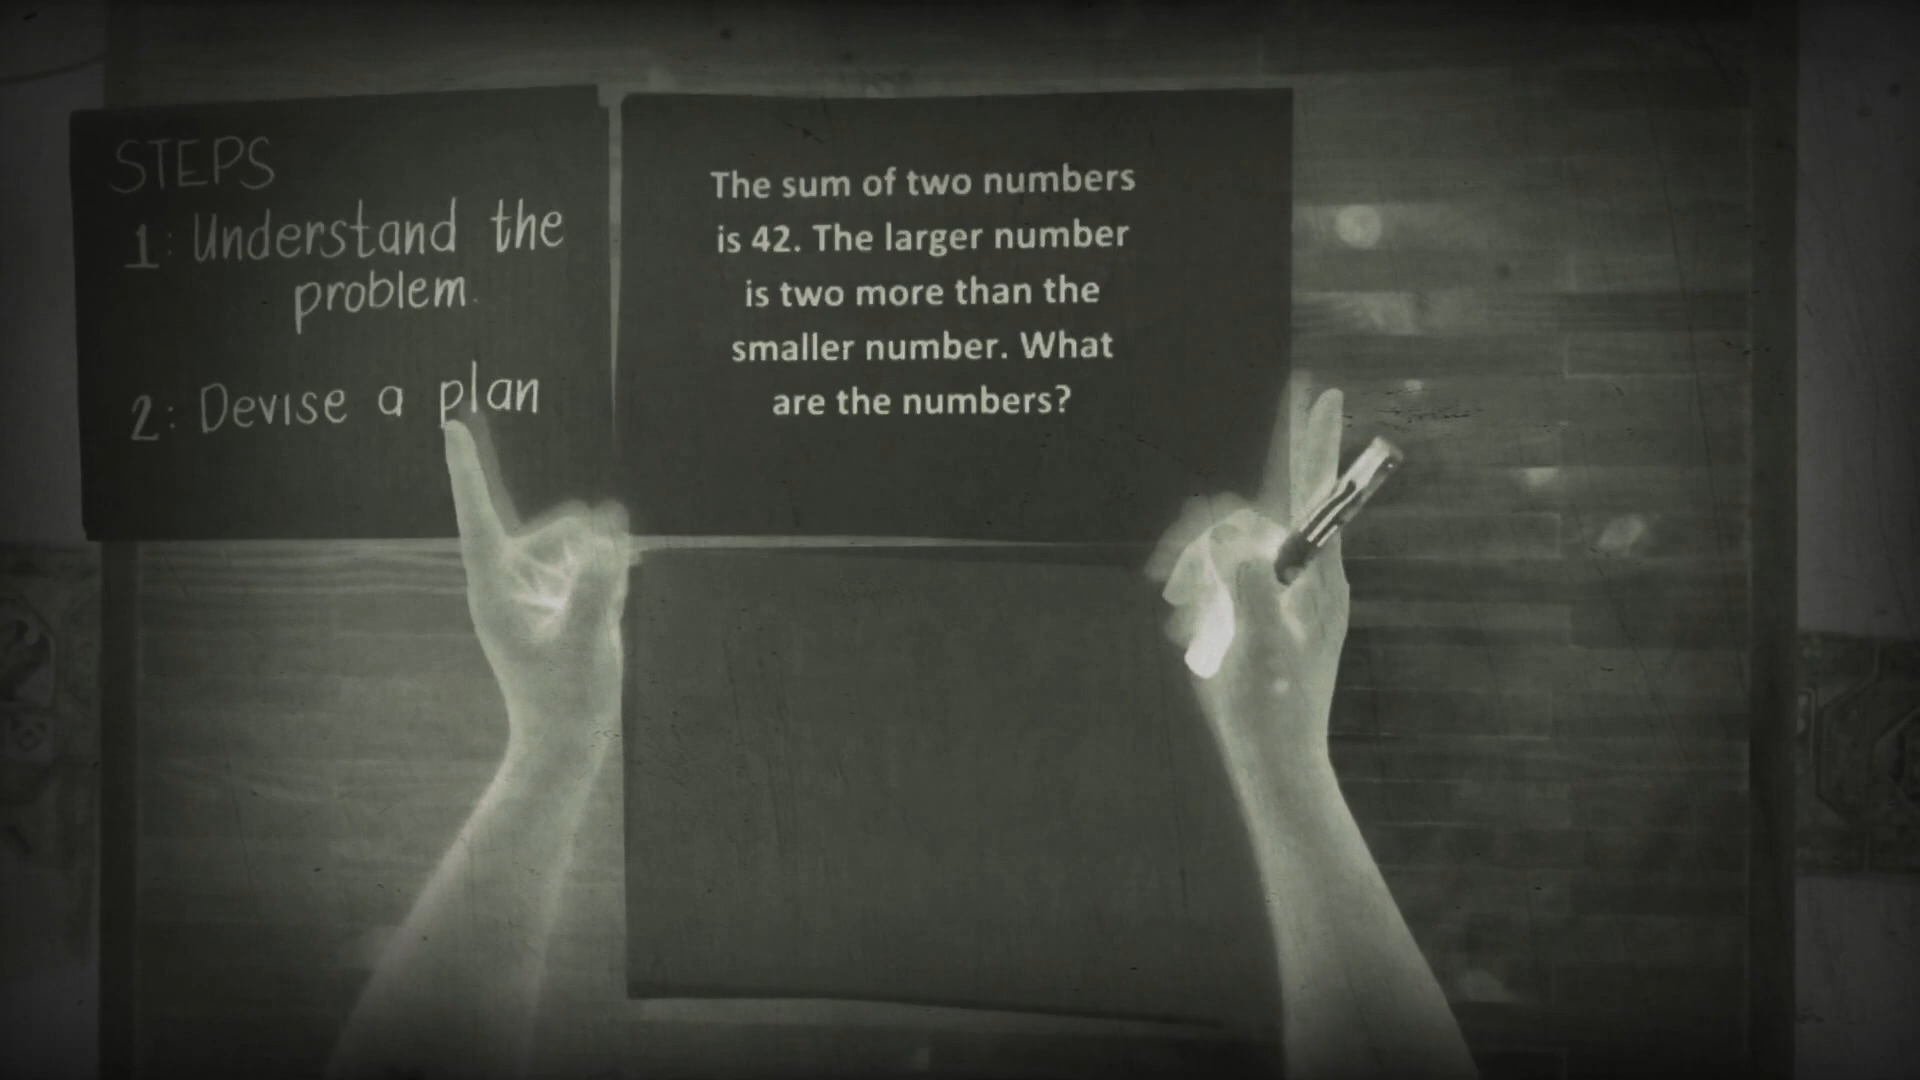 STEPS
1: Understand the
problem.
2: Devise a plan
The sum of two numbers
is 42. The larger number
is two more than the
smaller number. What
are the numbers?